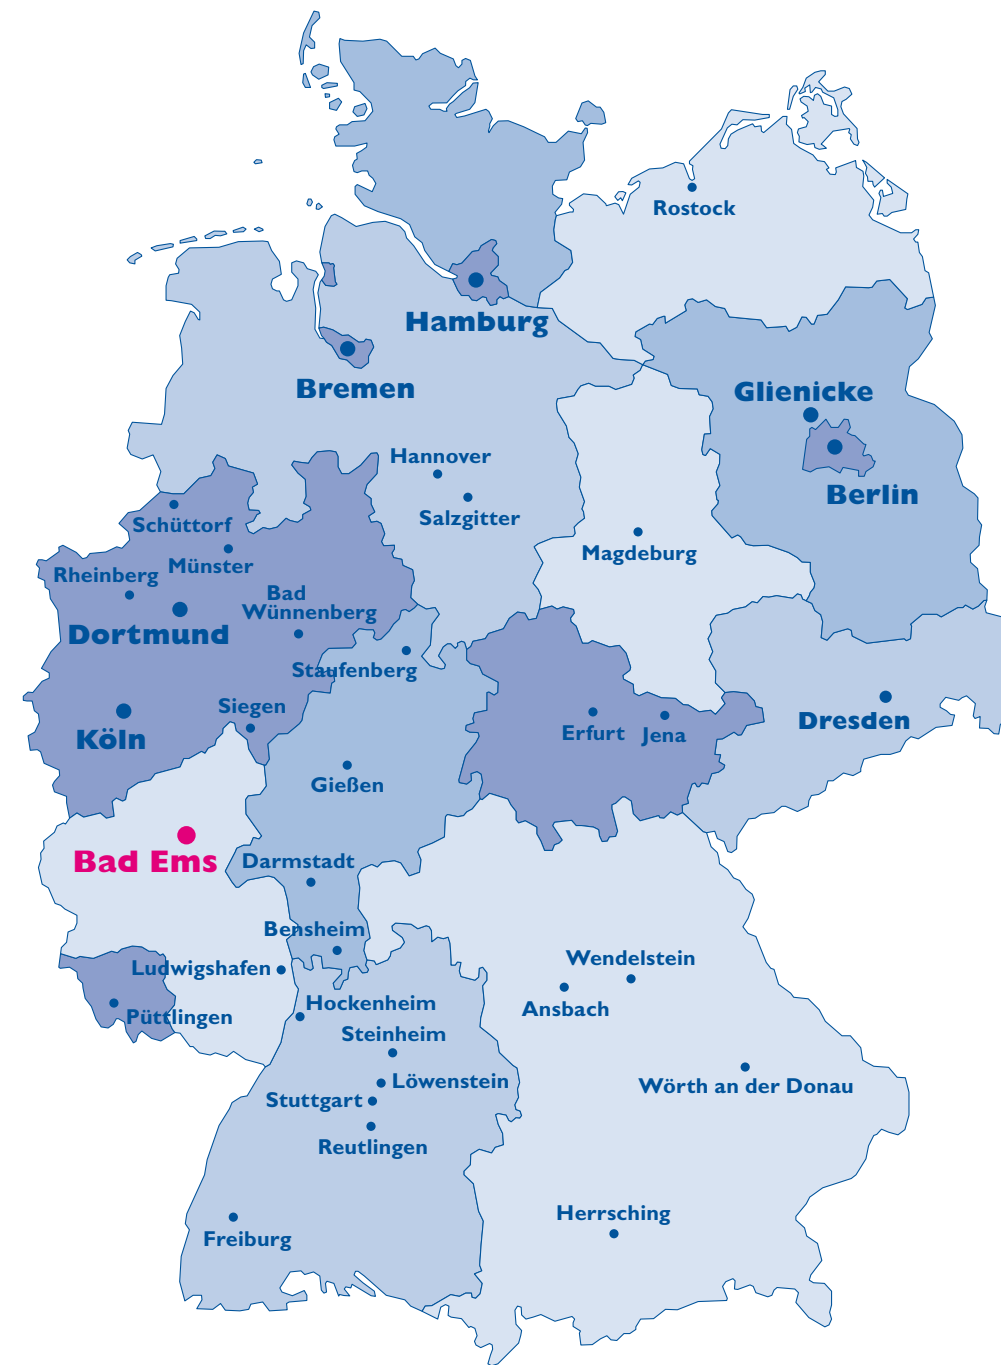 Rostock
Hamburg
Bremen
Glienicke
Hannover
Berlin
Salzgitter
Schüttorf
Magdeburg
Münster
Rheinberg
Bad
Wünnenberg
Dortmund
Staufenberg
Siegen
Dresden
Erfurt
Jena
Köln
Gießen
Bad Ems
Darmstadt
Bensheim
Wendelstein
Ludwigshafen
Hockenheim
Ansbach
Püttlingen
Steinheim
Löwenstein
Wörth an der Donau
Stuttgart
Reutlingen
Herrsching
Freiburg